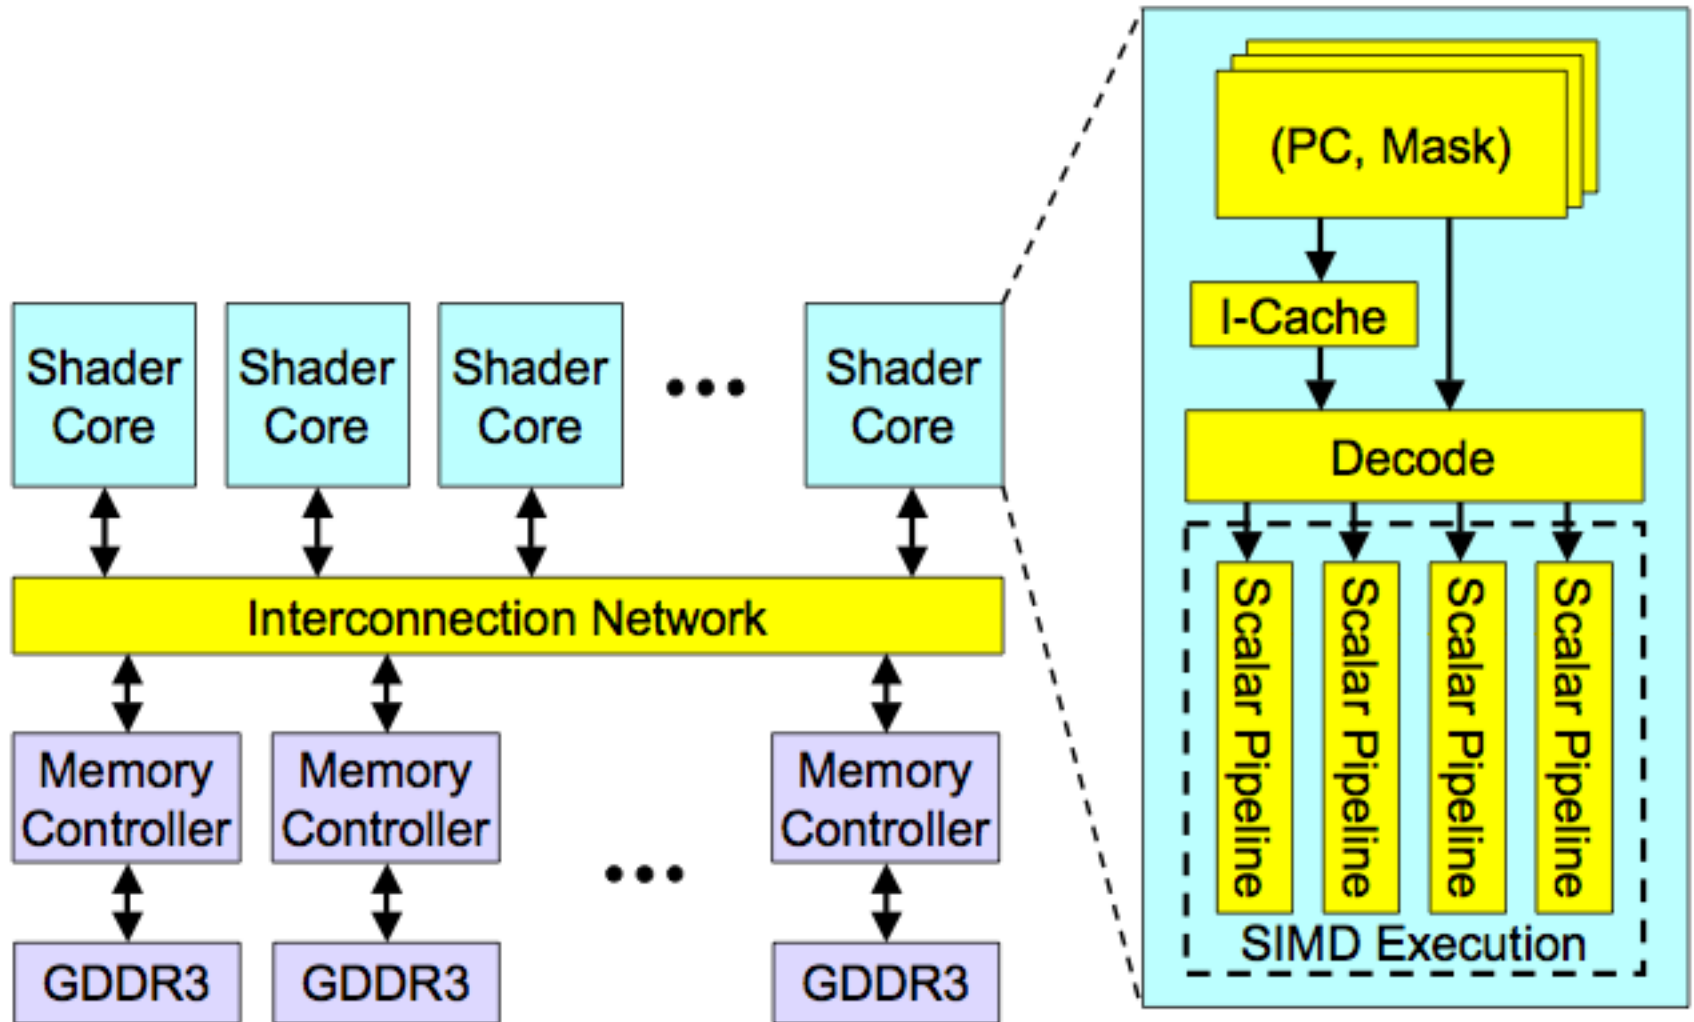 (PC, Mask)
I-Cache
Decode
Scalar Pipeline
Scalar Pipeline
Scalar Pipeline
Scalar Pipeline
SIMD Execution
Shader
Core
Shader
Core
Shader
Core
Shader
Core
Interconnection Network
Memory
Controller
Memory
Controller
Memory
Controller
GDDR3
GDDR3
GDDR3